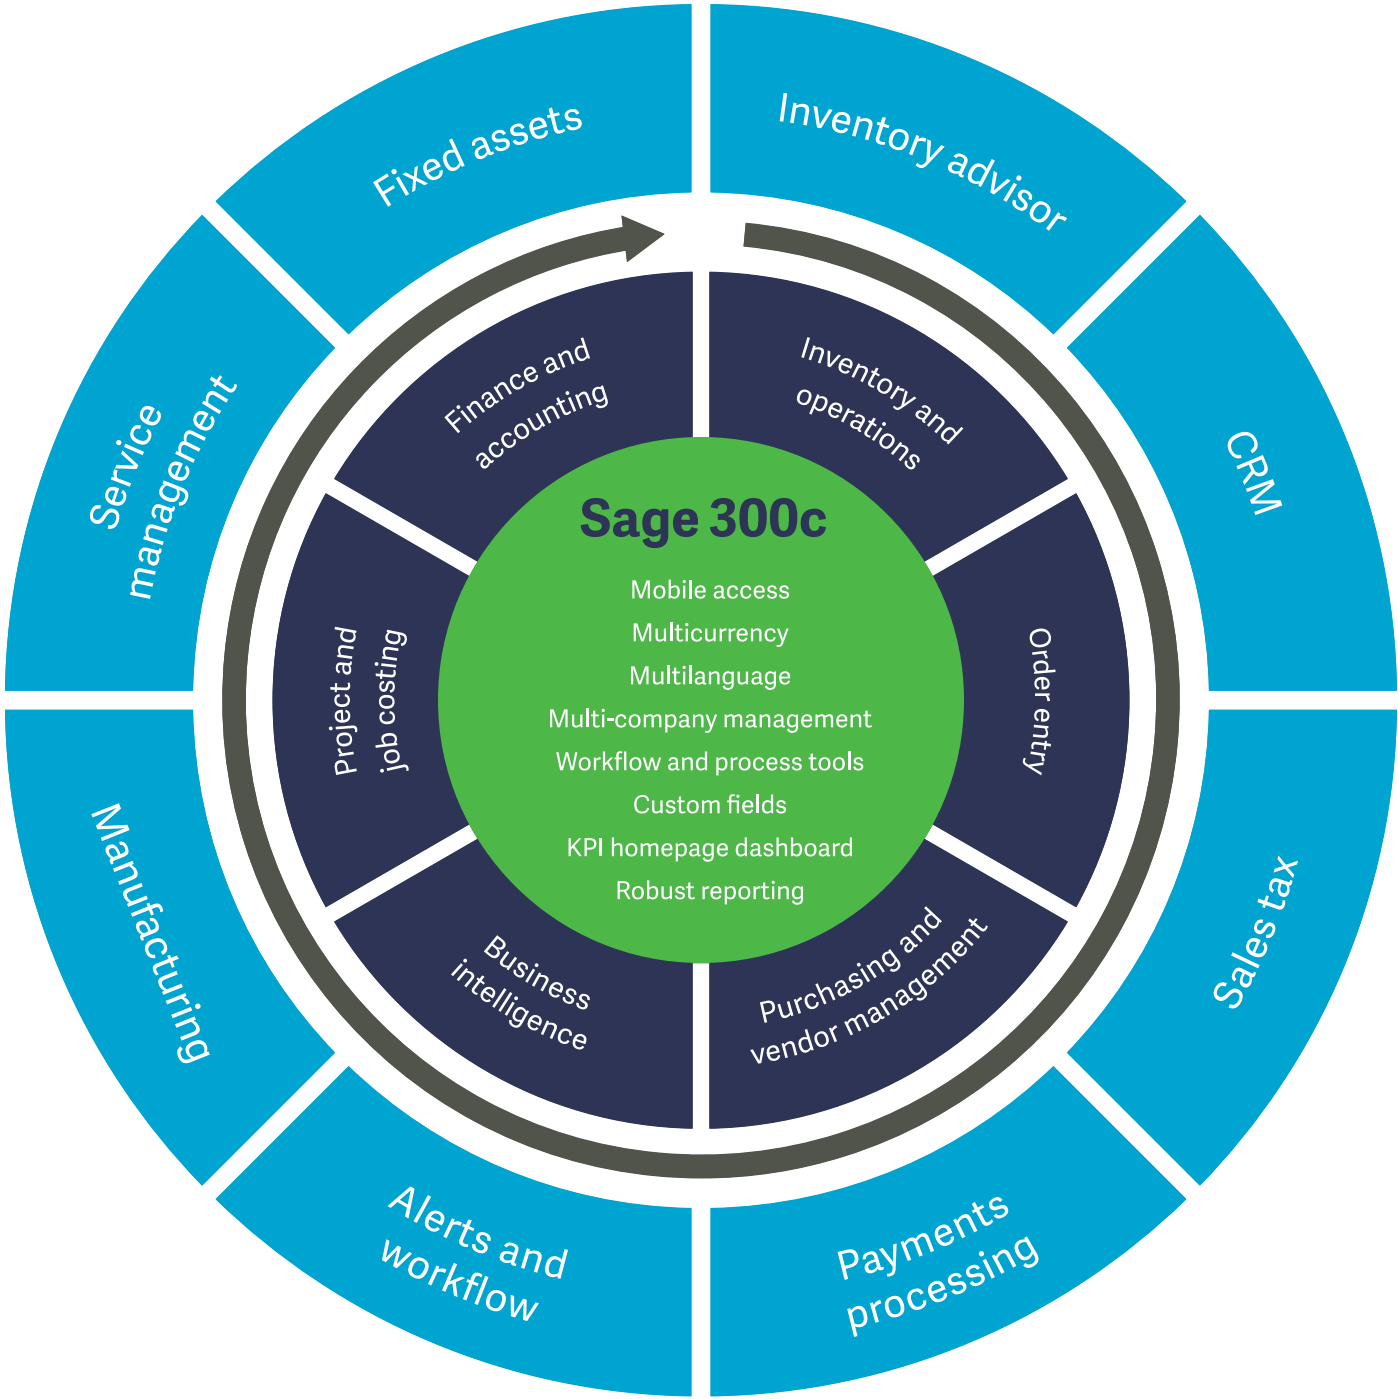 Sage 300c
Mobile access
Multicurrency
Multilanguage
Multi-company management
Workflow and process tools
Custom fields
KPI homepage dashboard
Robust reporting
Inventory and
operations
Order entry
Purchasing and
vendor management
Business
intelligence
Project and
job costing
Finance and
accounting
Inventory advisor
CRM
Sales tax
Payments
processing
Alerts and
workflow
Manufacturing
Service
management
Fixed assets